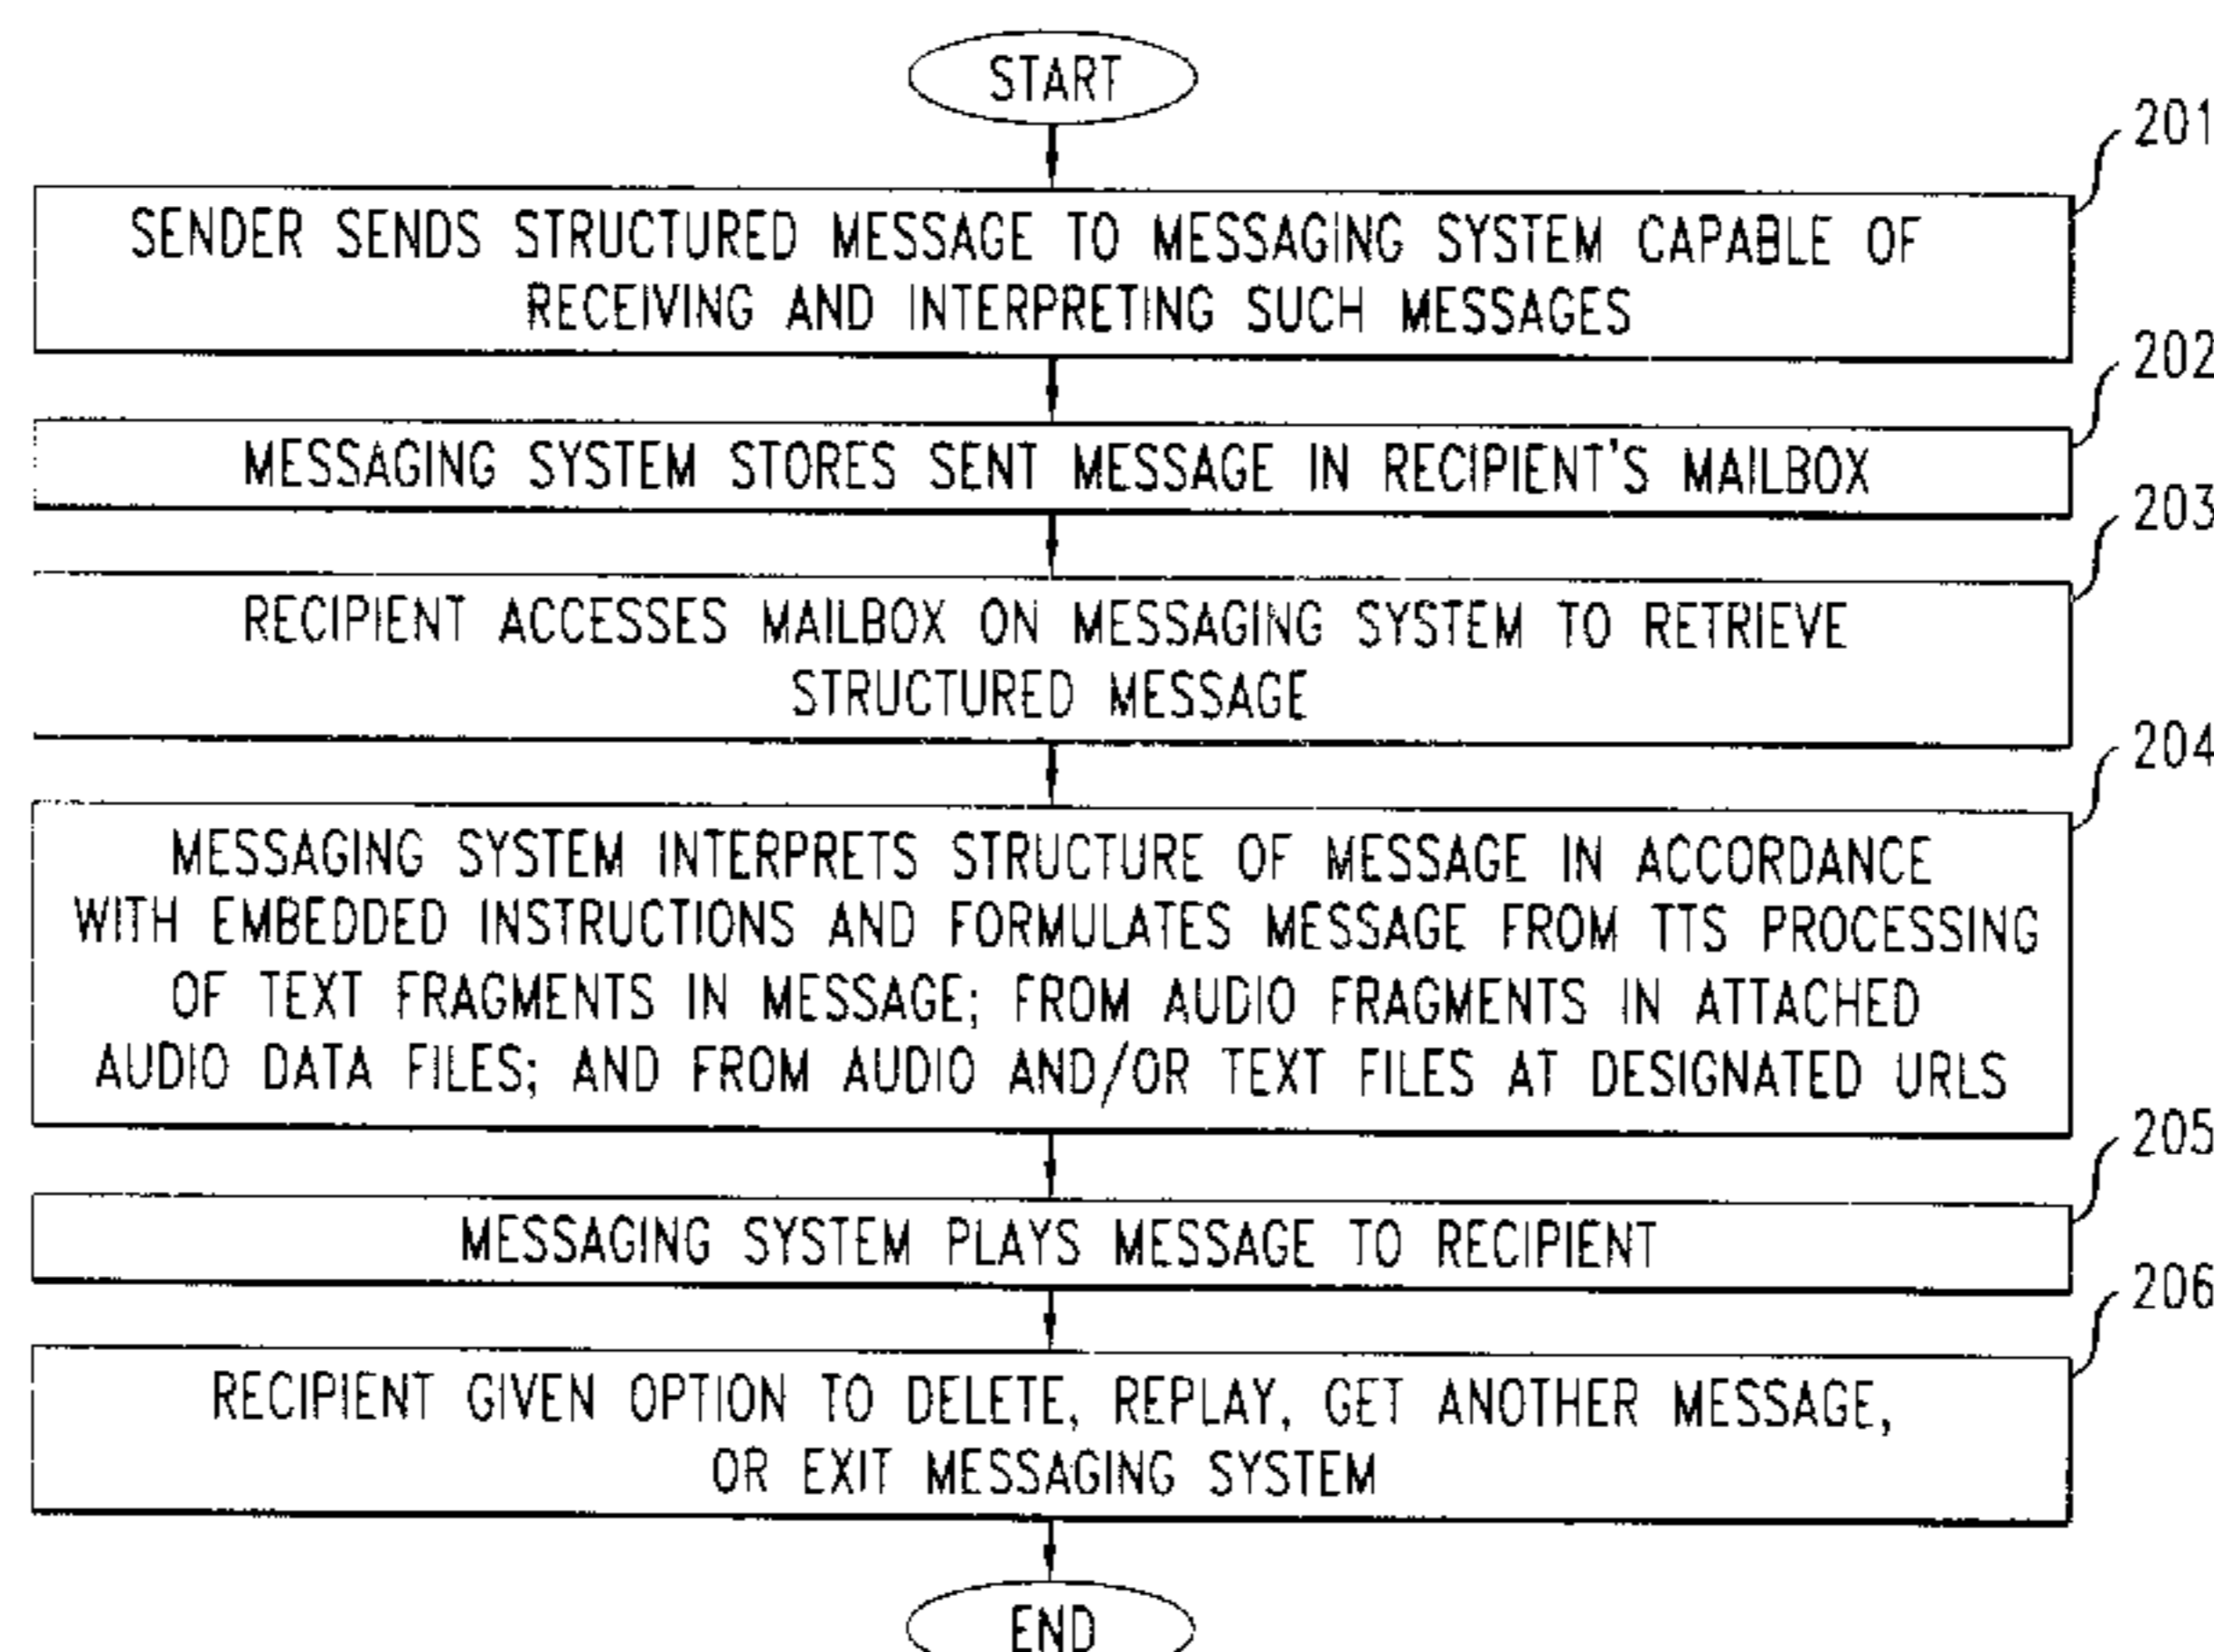 START
201
SENDER SENDS STRUCTURED MESSAGE TO MESSAGING SYSTEM CAPABLE OF
RECEIVING AND INTERPRETING SUCH MESSAGES
202
MESSAGING SYSTEM STORES SENT MESSAGE IN RECIPIENT'S MAILBOX
203
RECIPIENT ACCESSES MAILBOX ON MESSAGING SYSTEM TO RETRIEVE
STRUCTURED MESSAGE
204
MESSAGING SYSTEM INTERPRETS STRUCTURE OF MESSAGE IN ACCORDANCE
WITH EMBEDDED INSTRUCTIONS AND FORMULATES MESSAGE FROM TTS PROCESSING
OF TEXT FRAGMENTS IN MESSAGE; FROM AUDIO FRAGMENTS IN ATTACHED
AUDIO DATA FILES; AND FROM AUDIO AND/OR TEXT FILES AT DESIGNATED URLS
205
MESSAGING SYSTEM PLAYS MESSAGE TO RECIPIENT
206
RECIPIENT GIVEN OPTION TO DELETE, REPLAY, GET ANOTHER MESSAGE,
OR EXIT MESSAGING SYSTEM
END